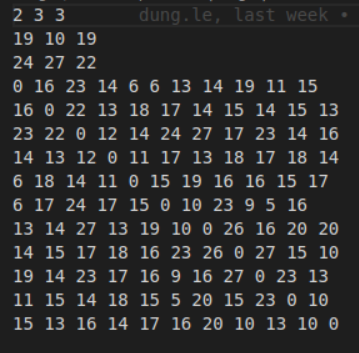 2 3 3 dung.le, last week •
19 10 19
24 27 22
0 16 23 14 6 6 13 14 19 11 15
16 0 22 13 18 17 14 15 14 15 13
23 22 0 12 14 24 27 17 23 14 16
14 13 12 0 11 17 13 18 17 18 14
6 18 14 11 0 15 19 16 16 15 17
6 17 24 17 15 0 10 23 9 5 16
13 14 27 13 19 10 0 26 16 20 20
14 15 17 18 16 23 26 0 27 15 10
19 14 23 17 16 9 16 27 0 23 13
11 15 14 18 15 5 20 15 23 0 10
15 13 16 14 17 16 20 10 13 10 0